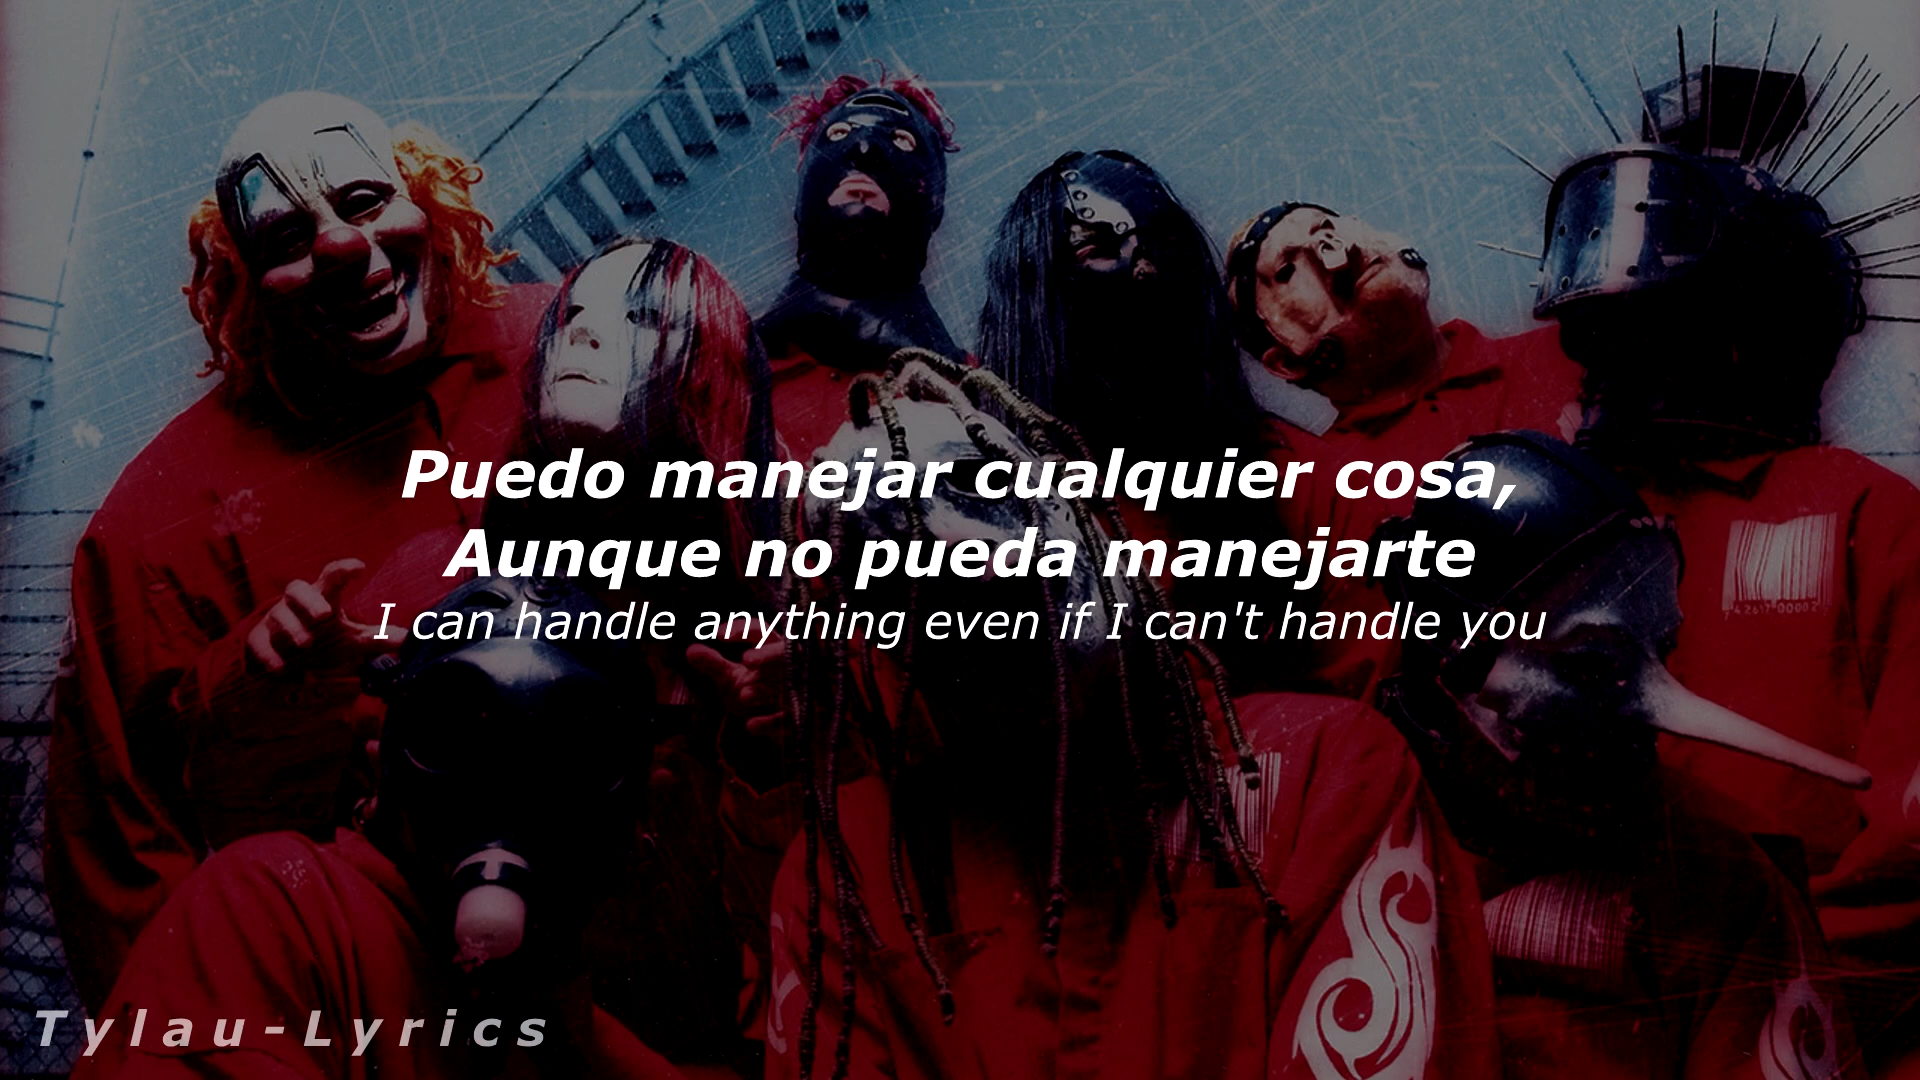 Puedo manejar cualquier cosa,
Aunque no pueda manejarte
I can handle anything even if I can't handle you
Tylau-Lyrics